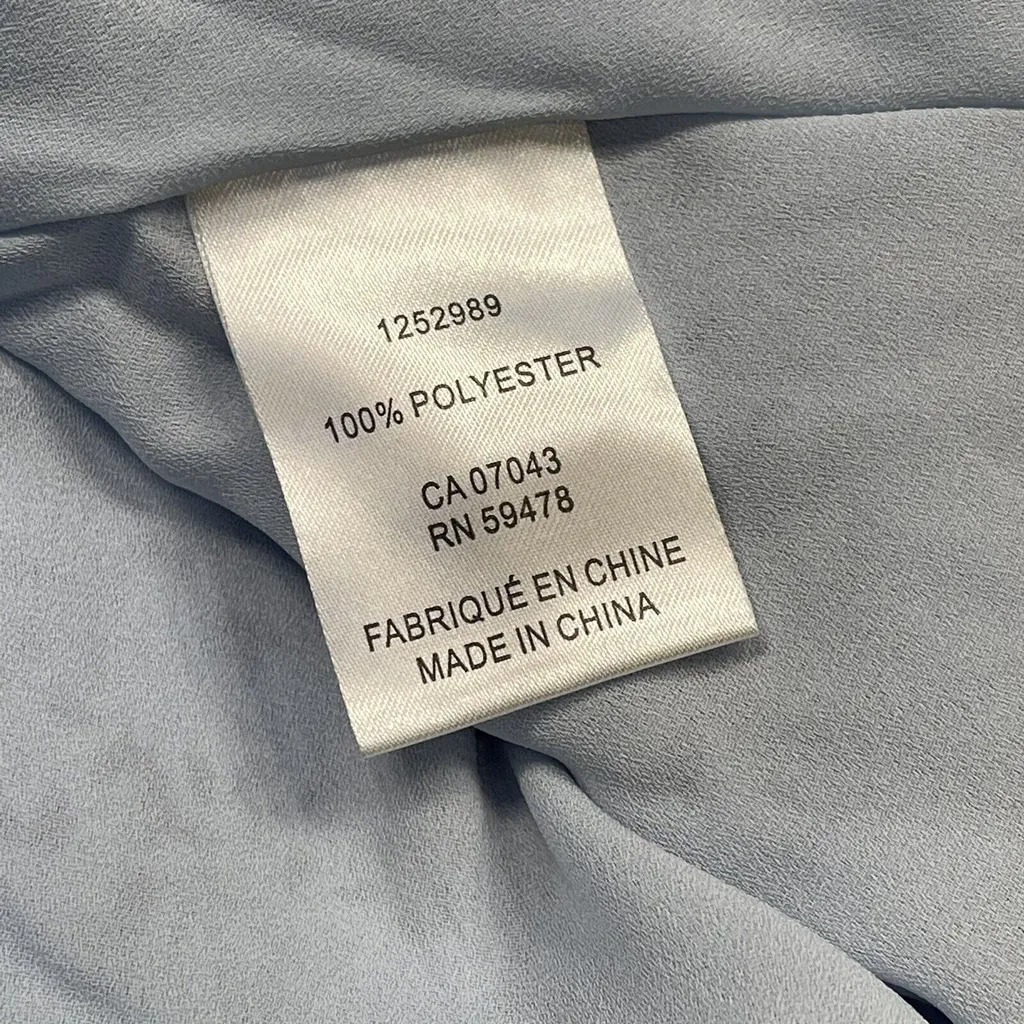 1252989
100% POLYESTER
CA 07043
RN 59478
FABRIQUÉ EN CHINE
MADE IN CHINA